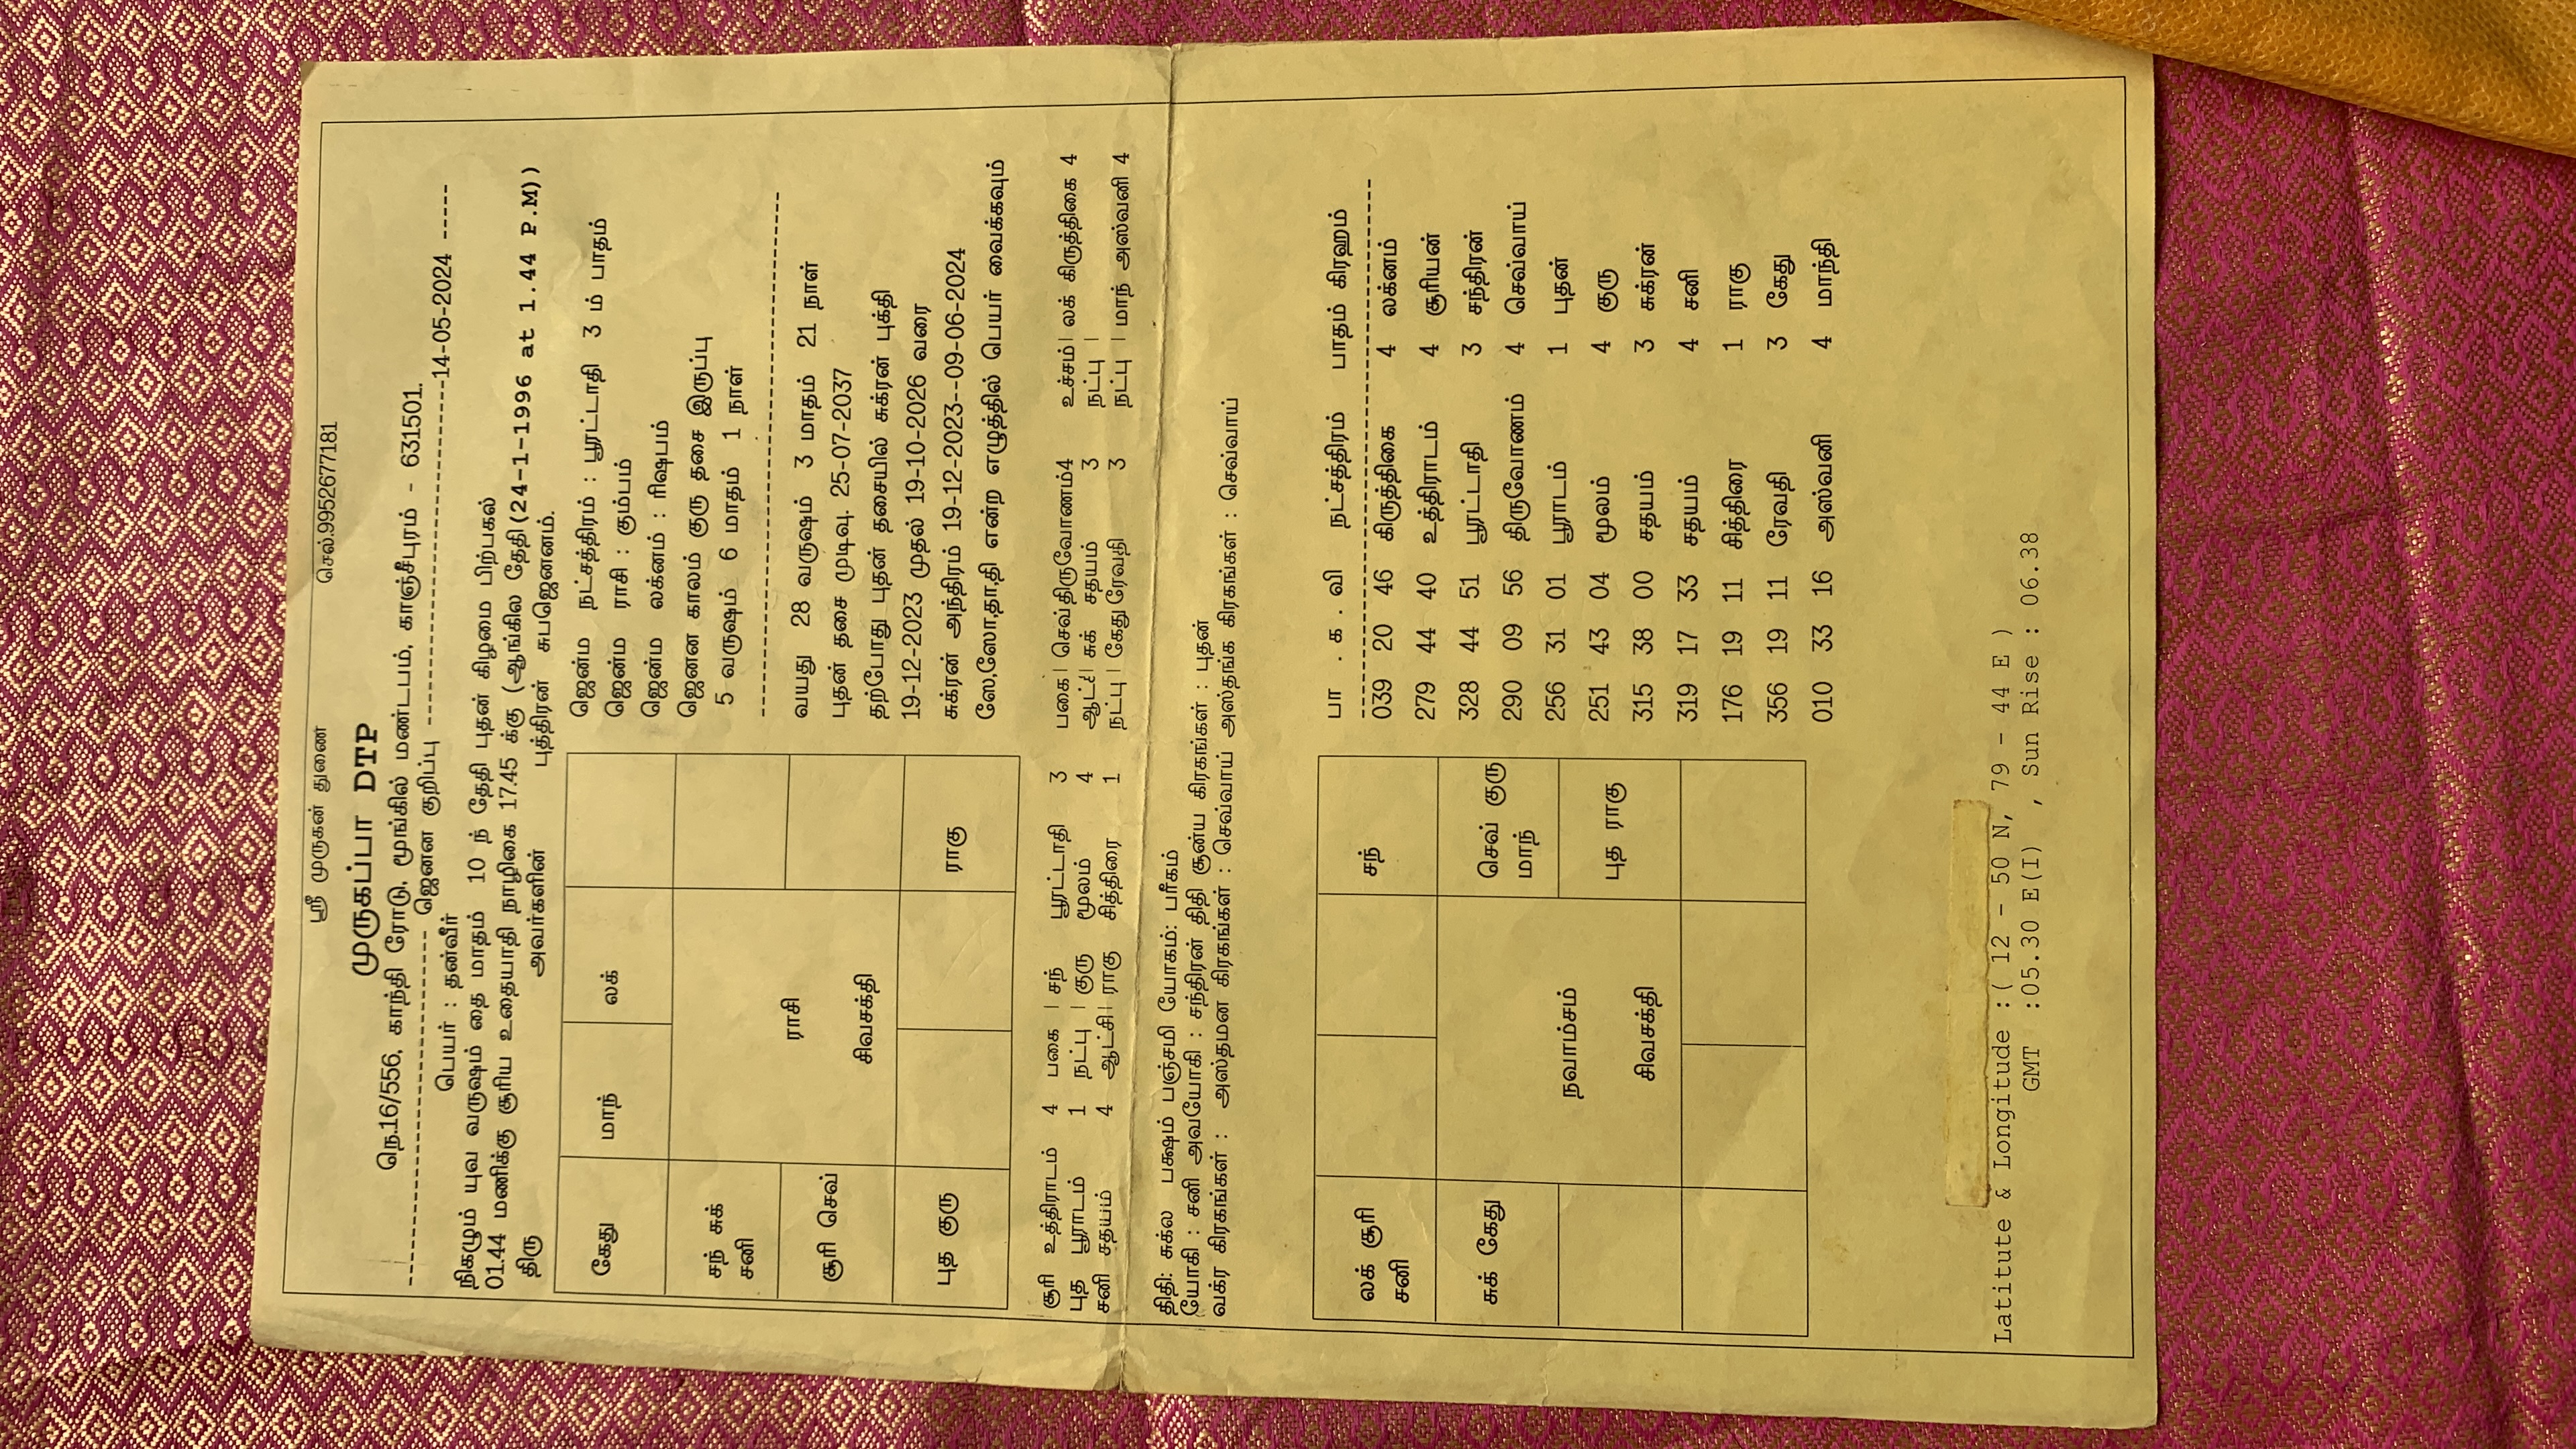 ஸ்ரீ முருகன் துணை செல்.9952677181
முருகப்பா DTP
நெ.16/556, காந்தி ரோடு, மூங்கில் மண்டபம், காஞ்சீபுரம் - 631501.
------------------------------ ஜெனன குறிப்பு ------------------------------14-05-2024 -----
பெயர் : தன்வீர்
நிகழும் யுவ வருஷம் தை மாதம் 10 ந் தேதி புதன் கிழமை பிற்பகல்
01.44 மணிக்கு சூரிய உதையாதி நாழிகை 17.45 க்கு (ஆங்கில தேதி(24-1-1996 at 1.44 P.M))
திரு அவர்களின் புத்திரன் சுபஜெனனம்.
கேது மாந் லக்
சந் சுக்
சனி
சூரி செவ்
புத குரு ராகு
ராசி
சிவசக்தி
ஜென்ம நட்சத்திரம் : பூரட்டாதி 3 ம் பாதம்
ஜென்ம ராசி : கும்பம்
ஜென்ம லக்னம் : ரிஷபம்
ஜெனன காலம் குரு தசை இருப்பு
5 வருஷம் 6 மாதம் 1 நாள்
----------------------------------------
வயது 28 வருஷம் 3 மாதம் 21 நாள்
புதன் தசை முடிவு. 25-07-2037
தற்போது புதன் தசையில் சுக்ரன் புக்தி
19-12-2023 முதல் 19-10-2026 வரை
சுக்ரன் அந்திரம் 19-12-2023--09-06-2024
ஸே,ஸோ,தா,தி என்ற எழுத்தில் பெயர் வைக்கவும்
சூரி உத்திராடம் 4 பகை | சந் பூரட்டாதி 3 பகை | செவ் திருவோணம்4 உச்சம்| லக் கிருத்திகை 4
புத பூராடம் 1 நட்பு | குரு மூலம் 4 ஆட்சி| சுக் சதயம் 3 நட்பு |
சனி சதயம் 4 ஆட்சி| ராகு சித்திரை 1 நட்பு| கேது ரேவதி 3 நட்பு | மாந் அஸ்வனி 4
திதி: சுக்ல பக்ஷம் பஞ்சமி யோகம்: பரீகம்
யோகி : சனி அவயோகி : சந்திரன் திதி சூன்ய கிரகங்கள் : புதன்
வக்ர கிரகங்கள் : அஸ்தமன கிரகங்கள் : செவ்வாய் அஸ்தங்க கிரகங்கள் : செவ்வாய்
லக் சூரி
சனி
சந்
சுக் கேது
செவ் குரு
மாந்
புத ராகு
நவாம்சம்
சிவசக்தி
பா . க . வி நட்சத்திரம் பாதம் கிரஹம்
----------------------------------------
039 20 46 கிருத்திகை 4 லக்னம்
279 44 40 உத்திராடம் 4 சூரியன்
328 44 51 பூரட்டாதி 3 சந்திரன்
290 09 56 திருவோணம் 4 செவ்வாய்
256 31 01 பூராடம் 1 புதன்
251 43 04 மூலம் 4 குரு
315 38 00 சதயம் 3 சுக்ரன்
319 17 33 சதயம் 4 சனி
176 19 11 சித்திரை 1 ராகு
356 19 11 ரேவதி 3 கேது
010 33 16 அஸ்வனி 4 மாந்தி
Latitute & Longitude :( 12 - 50 N, 79 - 44 E )
GMT :05.30 E(I) , Sun Rise : 06.38